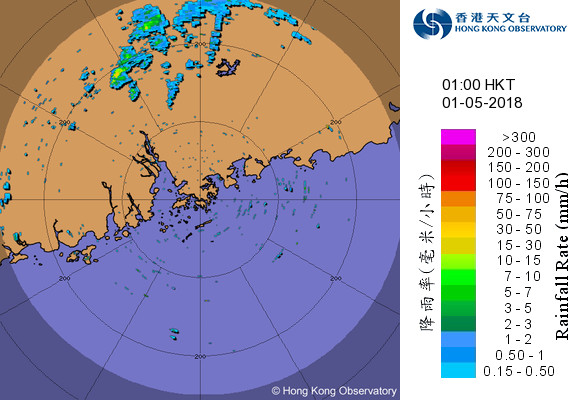 香港天文台
HONG KONG OBSERVATORY
01:00 HKT
01-05-2018
>300
200 - 300
150 - 200
100 - 150
75 - 100
50 - 75
30 - 50
15 - 30
10 - 15
7 - 10
5 - 7
3 - 5
2 - 3
1 - 2
0.50 - 1
0.15 - 0.50
降雨率(毫米/小時)
Rainfall Rate (mm/h)
200
200
200
200
200
200
© Hong Kong Observatory